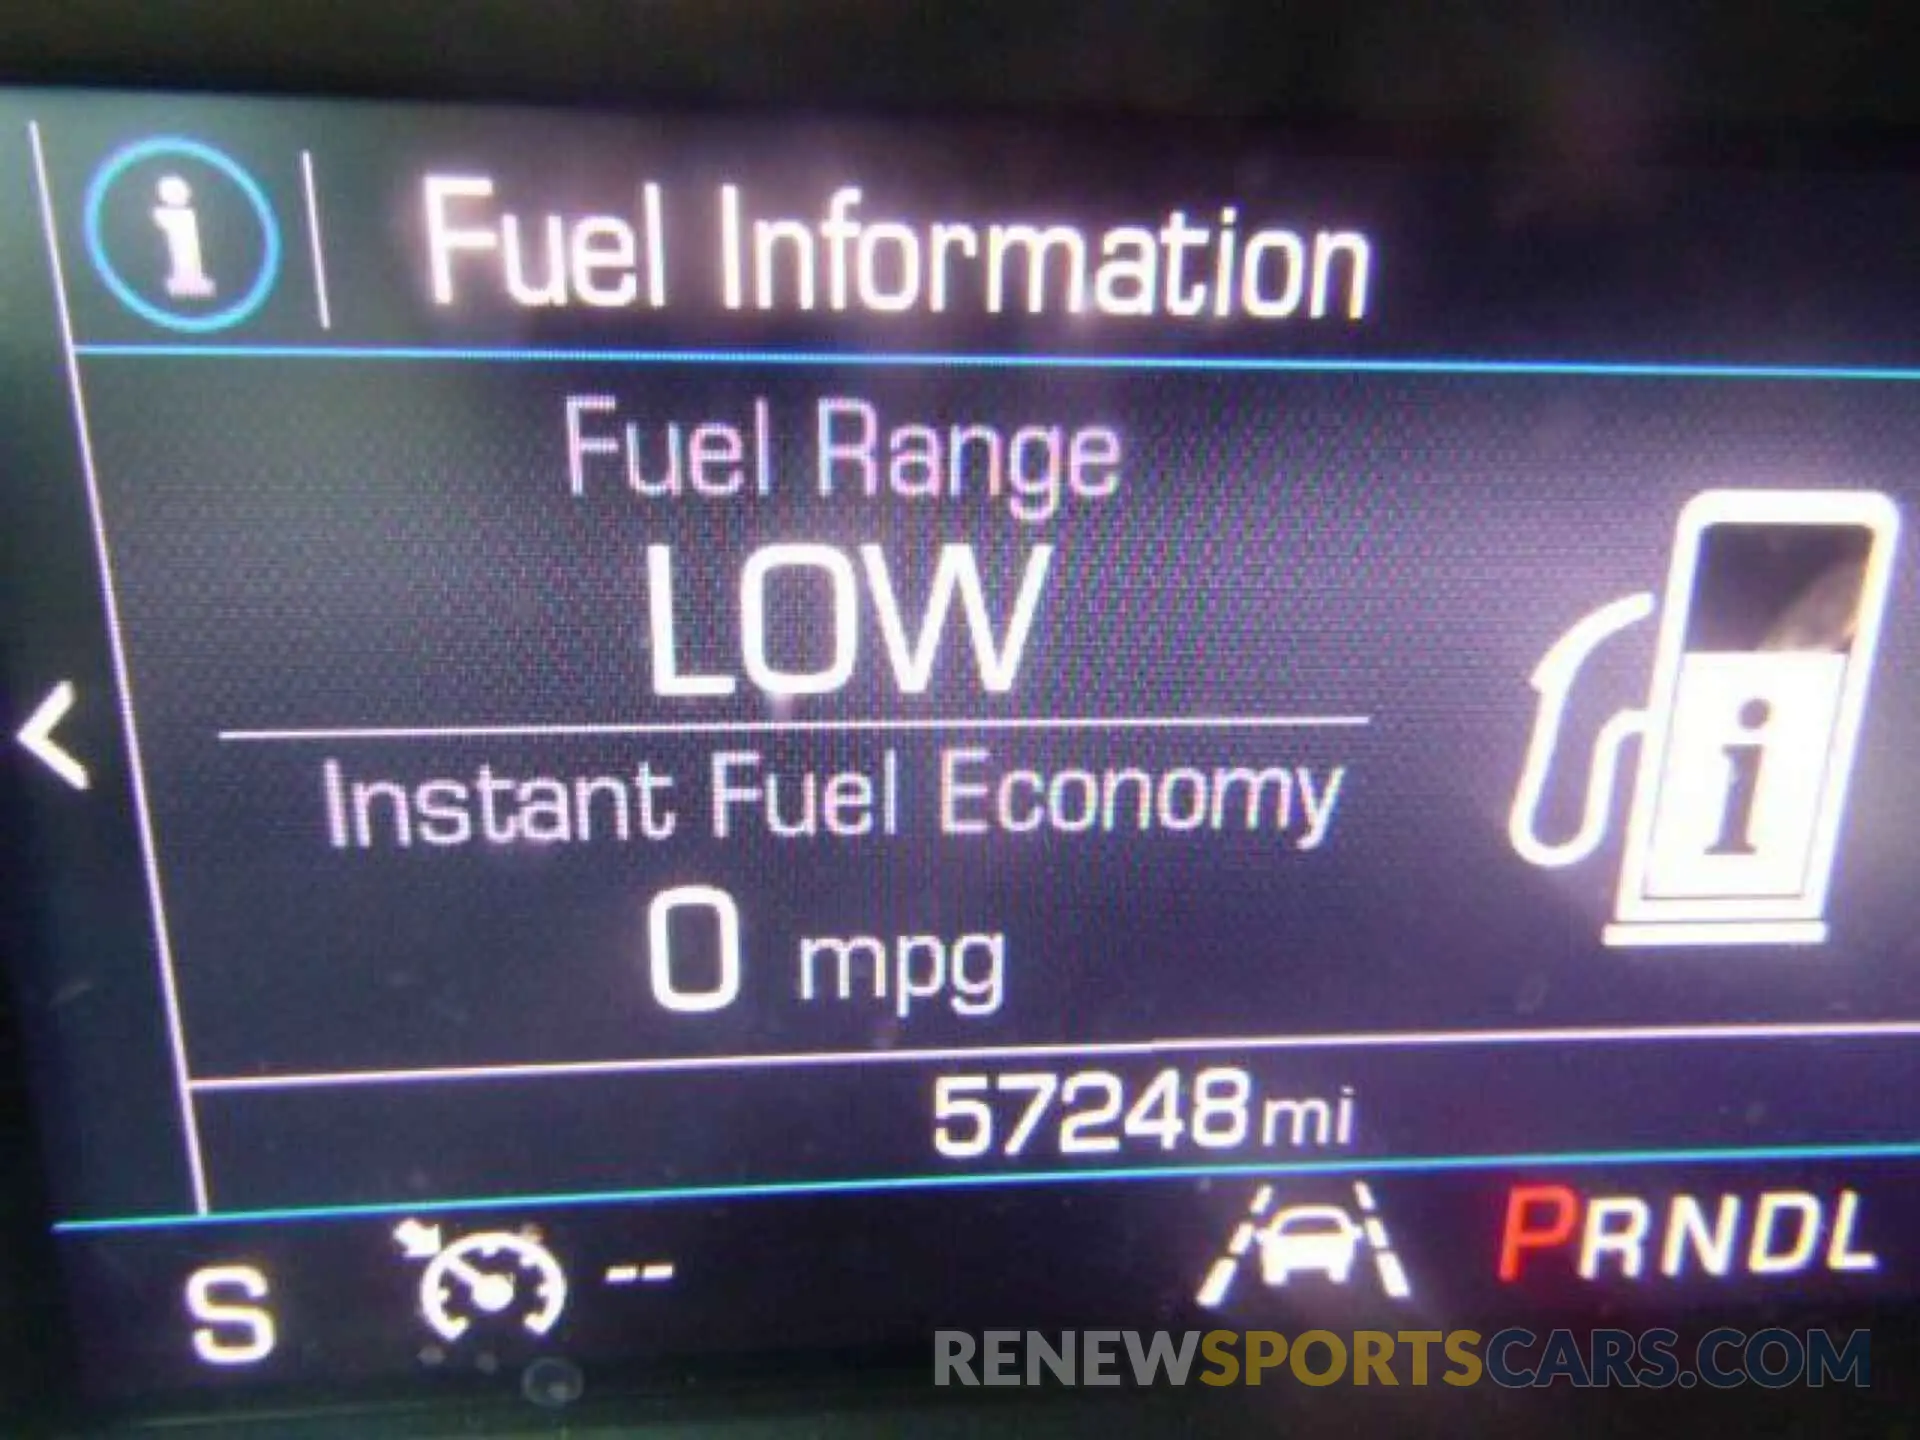 i Fuel Information
Fuel Range
LOW
Instant Fuel Economy
0 mpg
i
57248 mi
S -- PRNDL
RENEWSPORTSCARS.COM